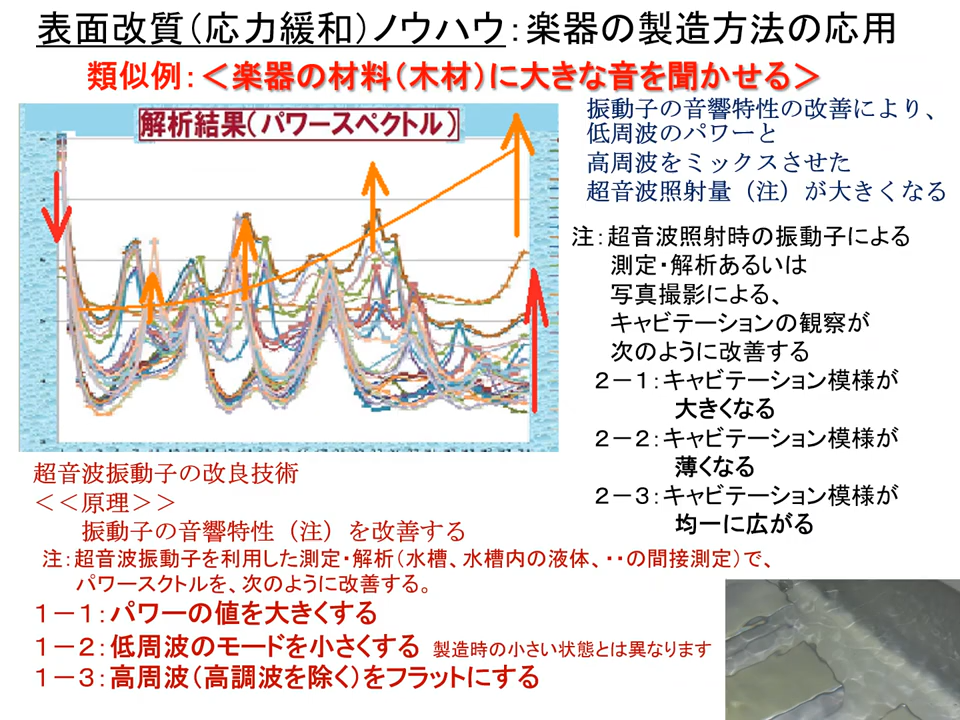 表面改質（応力緩和）ノウハウ：楽器の製造方法の応用
類似例：＜楽器の材料（木材）に大きな音を聞かせる＞
解析結果（パワースペクトル）
振動子の音響特性の改善により、
低周波のパワーと
高周波をミックスさせた
超音波照射量（注）が大きくなる
注：超音波照射時の振動子による
測定・解析あるいは
写真撮影による、
キャビテーションの観察が
次のように改善する
２－１：キャビテーション模様が
大きくなる
２－２：キャビテーション模様が
薄くなる
２－３：キャビテーション模様が
均一に広がる
超音波振動子の改良技術
＜＜原理＞＞
振動子の音響特性（注）を改善する
注：超音波振動子を利用した測定・解析（水槽、水槽内の液体、・・の間接測定）で、
パワースクトルを、次のように改善する。
１－１：パワーの値を大きくする
１－２：低周波のモードを小さくする 製造時の小さい状態とは異なります
１－３：高周波（高調波を除く）をフラットにする